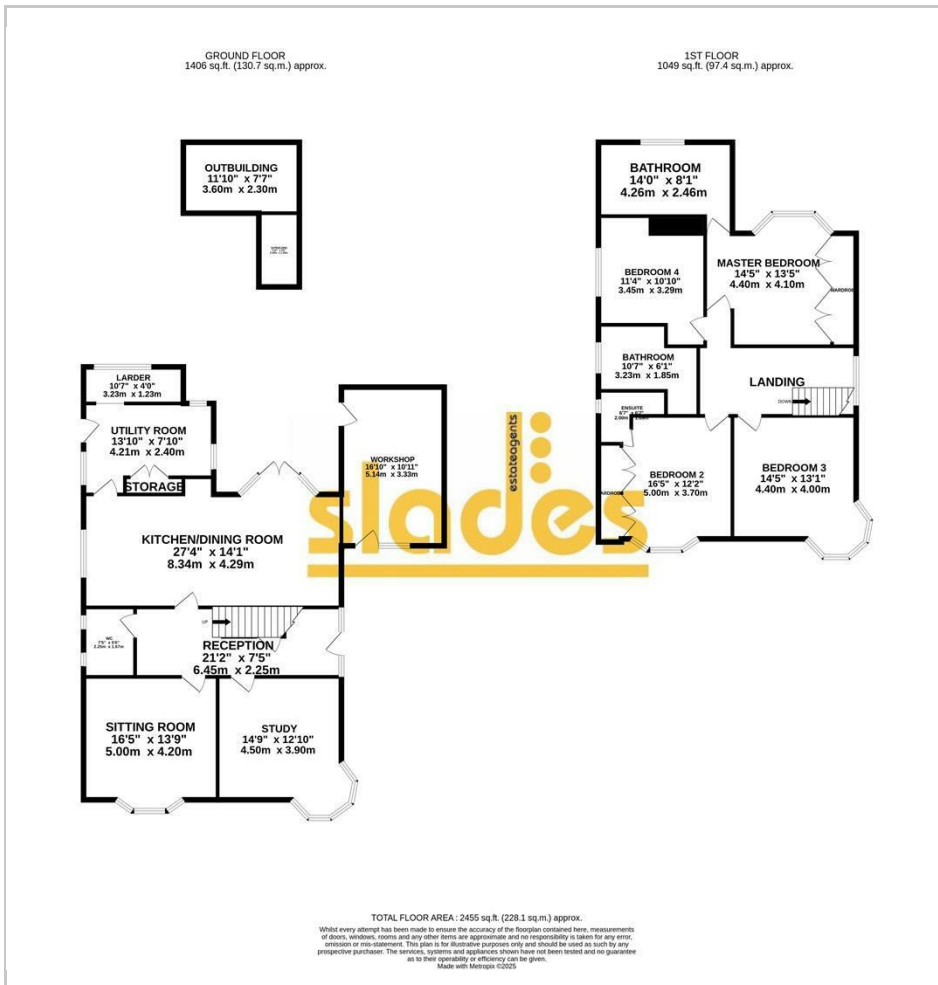 GROUND FLOOR
1406 sq.ft. (130.7 sq.m.) approx.
1ST FLOOR
1049 sq.ft. (97.4 sq.m.) approx.
OUTBUILDING
11'10" x 7'7"
3.60m x 2.30m
LARDER
10'7" x 4'0"
3.23m x 1.23m
UTILITY ROOM
13'10" x 7'10"
4.21m x 2.40m
STORAGE
WORKSHOP
16'10" x 10'11"
5.14m x 3.33m
KITCHEN/DINING ROOM
27'4" x 14'1"
8.34m x 4.29m
WC
UP
RECEPTION
21'2" x 7'5"
6.45m x 2.25m
SITTING ROOM
16'5" x 13'9"
5.00m x 4.20m
STUDY
14'9" x 12'10"
4.50m x 3.90m
BATHROOM
14'0" x 8'1"
4.26m x 2.46m
MASTER BEDROOM
14'5" x 13'5"
4.40m x 4.10m
BEDROOM 4
11'4" x 10'10"
3.45m x 3.29m
BATHROOM
10'7" x 6'1"
3.23m x 1.85m
LANDING
DOWN
ENSUITE
BEDROOM 2
16'5" x 12'2"
5.00m x 3.70m
BEDROOM 3
14'5" x 13'1"
4.40m x 4.00m
slades
estateagents
TOTAL FLOOR AREA : 2455 sq.ft. (228.1 sq.m.) approx.
Whilst every attempt has been made to ensure the accuracy of the floorplan contained here, measurements
of doors, windows, rooms and any other items are approximate and no responsibility is taken for any error,
omission or mis-statement. This plan is for illustrative purposes only and should be used as such by any
prospective purchaser. The services, systems and appliances shown have not been tested and no guarantee
as to their operability or efficiency can be given.
Made with Metropix ©2025